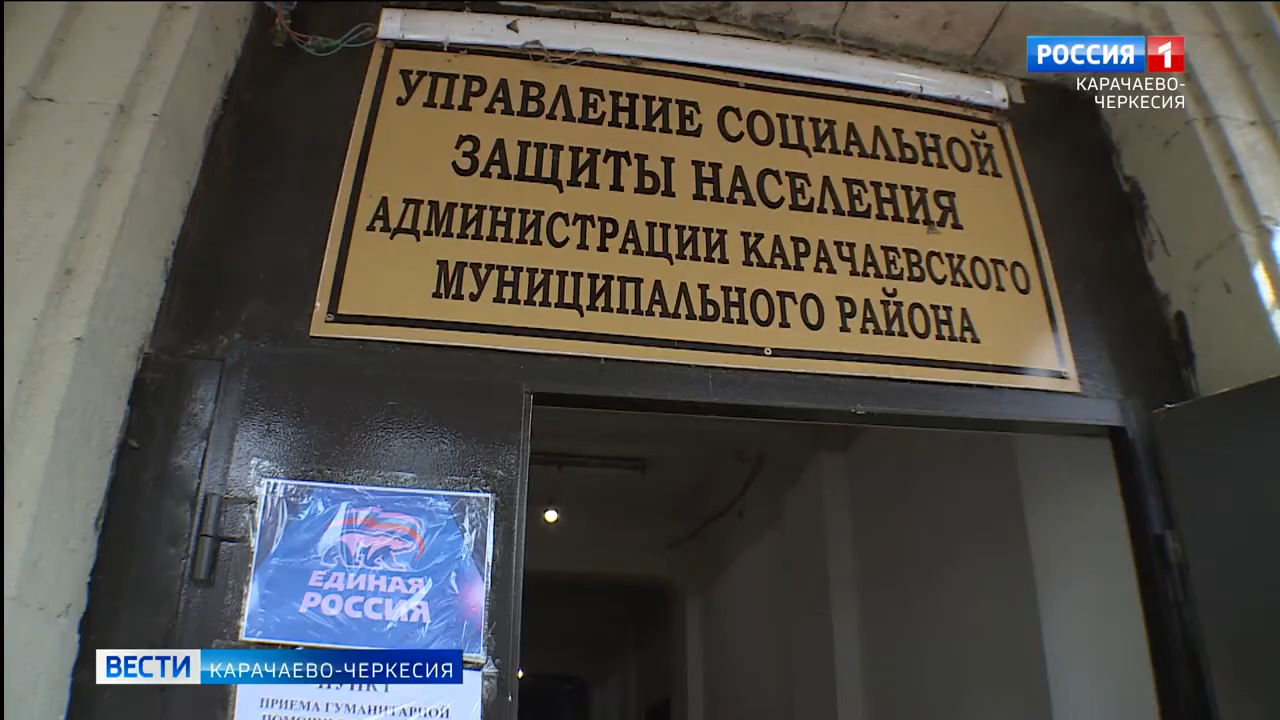 РОССИЯ 1
КАРАЧАЕВО-
ЧЕРКЕСИЯ
УПРАВЛЕНИЕ СОЦИАЛЬНОЙ
ЗАЩИТЫ НАСЕЛЕНИЯ
АДМИНИСТРАЦИИ КАРАЧАЕВСКОГО
МУНИЦИПАЛЬНОГО РАЙОНА
ЕДИНАЯ
РОССИЯ
ВЕСТИ КАРАЧАЕВО-ЧЕРКЕСИЯ
ПУНКТ
ПРИЕМА ГУМАНИТАРНОЙ